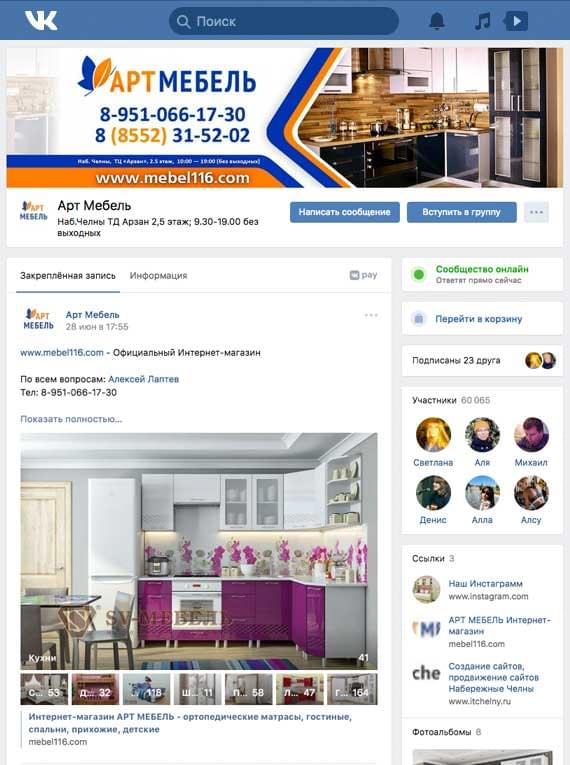 VK
Поиск
АРТ МЕБЕЛЬ
8-951-066-17-30
8 (8552) 31-52-02
Наб. Челны, ТЦ «Арзан», 2.5 этаж, 10:00 — 19:00 (без выходных)
www.mebel116.com
АРТ
МЕБЕЛЬ
Арт Мебель
Наб.Челны ТД Арзан 2,5 этаж; 9.30-19.00 без
выходных
Написать сообщение
Вступить в группу
Закреплённая запись
Информация
pay
АРТ
МЕБЕЛЬ
Арт Мебель
28 июн в 17:55
www.mebel116.com - Официальный Интернет-магазин
По всем вопросам: Алексей Лаптев
Тел: 8-951-066-17-30
Показать полностью...
SV-МЕБЕЛЬ
Кухни 41
С... 53
Д... 32
... 118
Ш... 11
П... 58
Л... 47
Г... 164
Интернет-магазин АРТ МЕБЕЛЬ - ортопедические матрасы, гостиные,
спальни, прихожие, детские
mebel116.com
Сообщество онлайн
Ответят прямо сейчас
Перейти в корзину
Подписаны 23 друга
Участники 60 065
Светлана Аля Михаил
Денис Алла Алсу
Ссылки 3
Наш Инстаграмм
www.instagram.com
АРТ МЕБЕЛЬ Интернет-
магазин
mebel116.com
che
Создание сайтов,
продвижение сайтов
Набережные Челны
www.itchelny.ru
Фотоальбомы 8